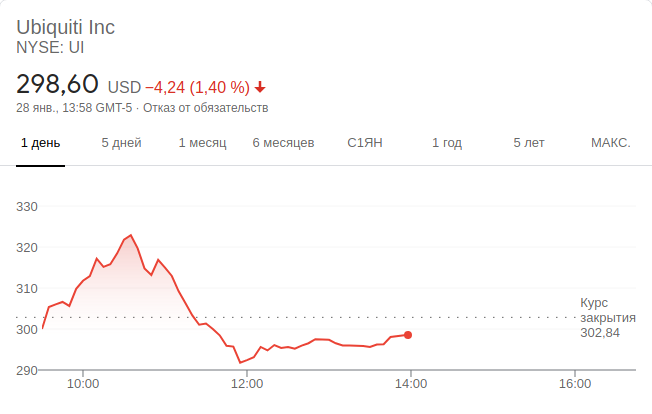 Ubiquiti Inc
NYSE: UI
298,60 USD −4,24 (1,40 %)
28 янв., 13:58 GMT-5 · Отказ от обязательств
1 день 5 дней 1 месяц 6 месяцев С1ЯН 1 год 5 лет МАКС.
330
320
310
300
290
Курс
закрытия
302,84
10:00 12:00 14:00 16:00